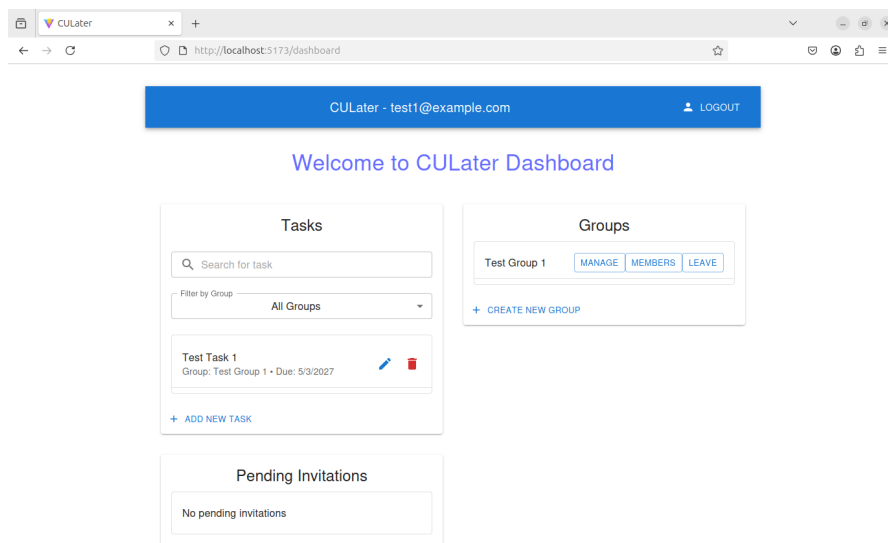 CULater
http://localhost:5173/dashboard
CULater - test1@example.com
LOGOUT
Welcome to CULater Dashboard
Tasks
Search for task
Filter by Group
All Groups
Test Task 1
Group: Test Group 1 • Due: 5/3/2027
+ ADD NEW TASK
Groups
Test Group 1 MANAGE MEMBERS LEAVE
+ CREATE NEW GROUP
Pending Invitations
No pending invitations